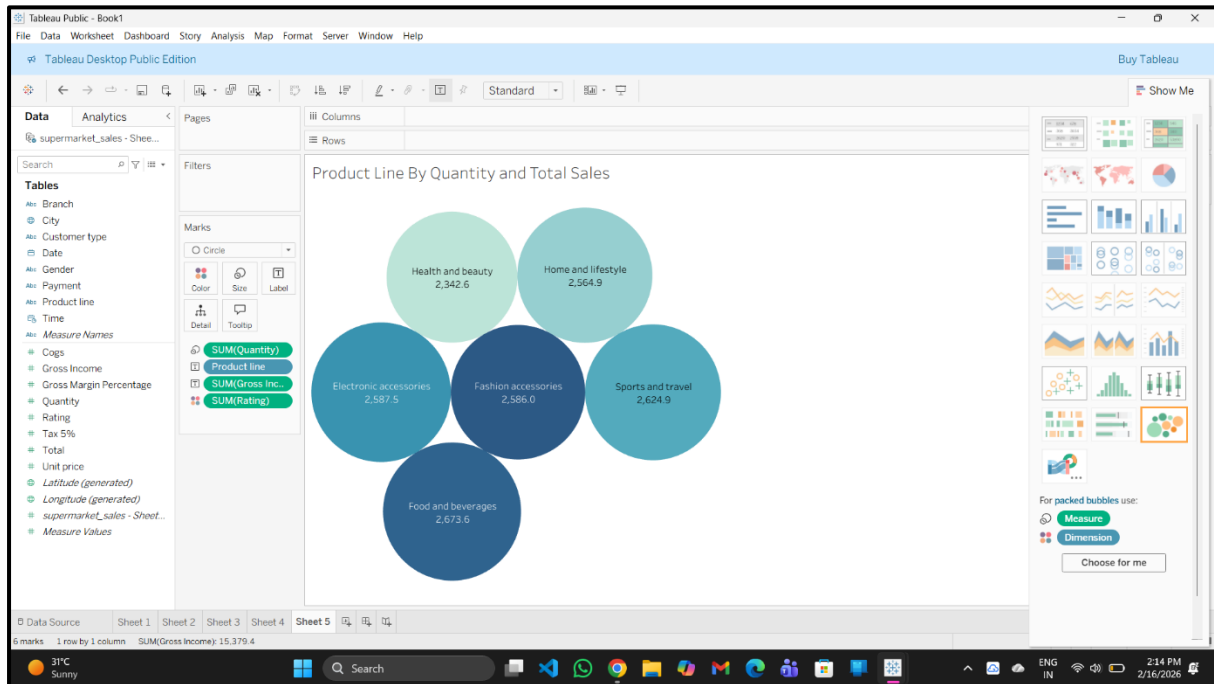 Tableau Public - Book1
File Data Worksheet Dashboard Story Analysis Map Format Server Window Help
Tableau Desktop Public Edition
Buy Tableau
Standard
Show Me
Data Analytics
supermarket_sales - Shee...
Search
Tables
Abc Branch
City
Abc Customer type
Date
Abc Gender
Abc Payment
Abc Product line
Time
Abc Measure Names
# Cogs
# Gross Income
# Gross Margin Percentage
# Quantity
# Rating
# Tax 5%
# Total
# Unit price
Latitude (generated)
Longitude (generated)
# supermarket_sales - Sheet...
# Measure Values
Pages
Filters
Marks
Circle
Color Size Label
Detail Tooltip
SUM(Quantity)
Product line
SUM(Gross Inc..
SUM(Rating)
Columns
Rows
Product Line By Quantity and Total Sales
Health and beauty
2,342.6
Home and lifestyle
2,564.9
Electronic accessories
2,587.5
Fashion accessories
2,586.0
Sports and travel
2,624.9
Food and beverages
2,673.6
For packed bubbles use:
Measure
Dimension
Choose for me
Data Source Sheet 1 Sheet 2 Sheet 3 Sheet 4 Sheet 5
6 marks 1 row by 1 column SUM(Gross Income): 15,379.4
31°C
Sunny
Search
ENG
IN
2:14 PM
2/16/2026